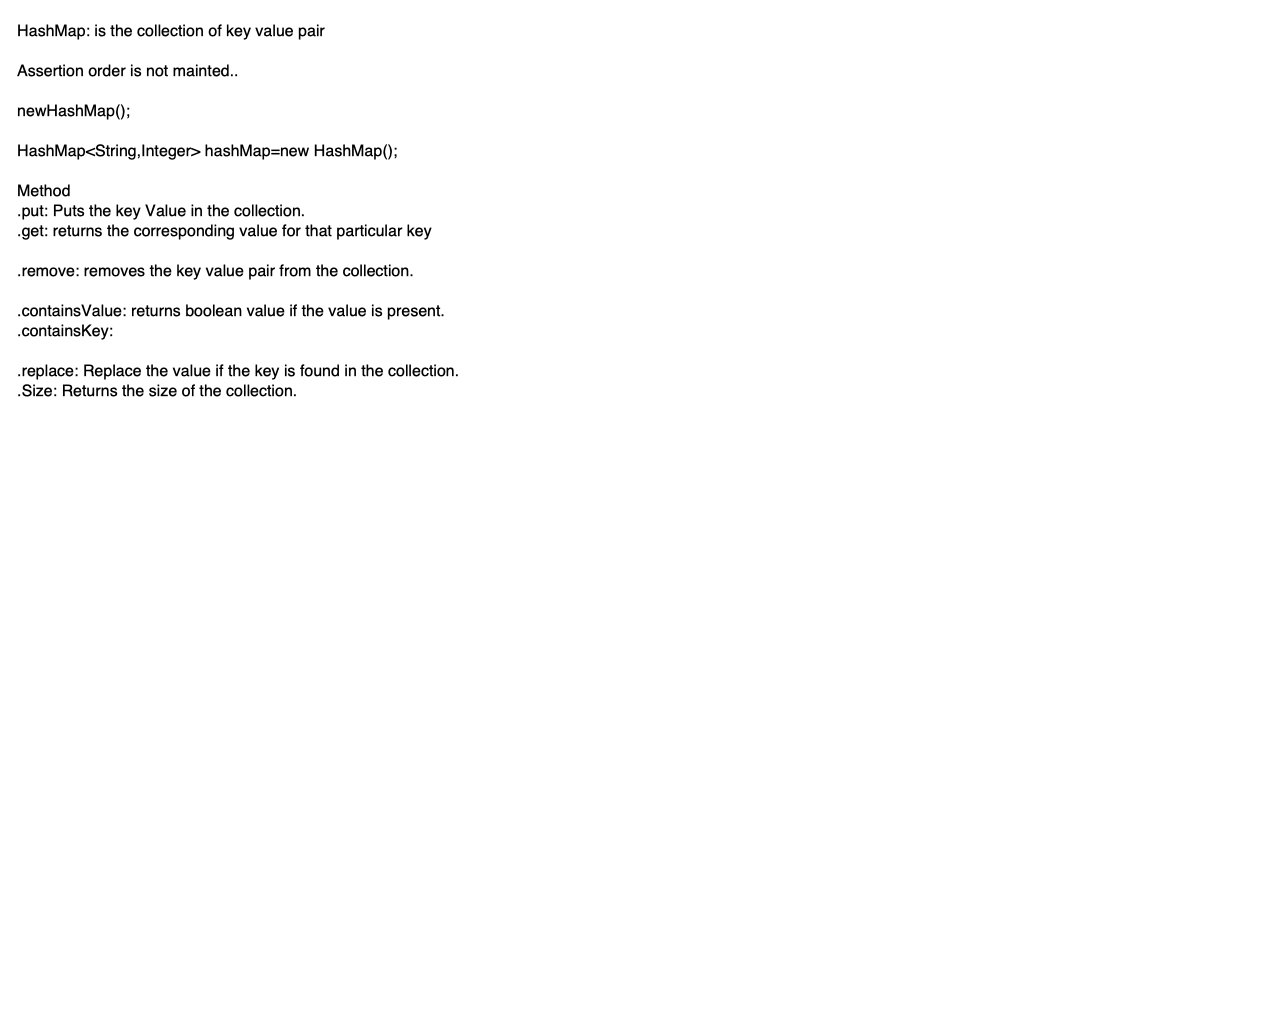 HashMap: is the collection of key value pair
Assertion order is not mainted..
newHashMap();
HashMap<String,Integer> hashMap=new HashMap();
Method
.put: Puts the key Value in the collection.
.get: returns the corresponding value for that particular key
.remove: removes the key value pair from the collection.
.containsValue: returns boolean value if the value is present.
.containsKey:
.replace: Replace the value if the key is found in the collection.
.Size: Returns the size of the collection.